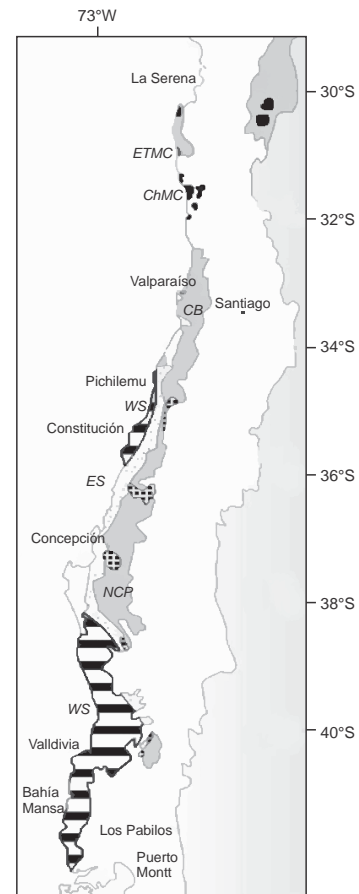 73°W
La Serena
30°S
ETMC
ChMC
32°S
Valparaíso
CB
Santiago
34°S
Pichilemu
WS
Constitución
36°S
ES
Concepción
NCP
38°S
WS
40°S
Valldivia
Bahía
Mansa
Los Pabilos
Puerto
Montt